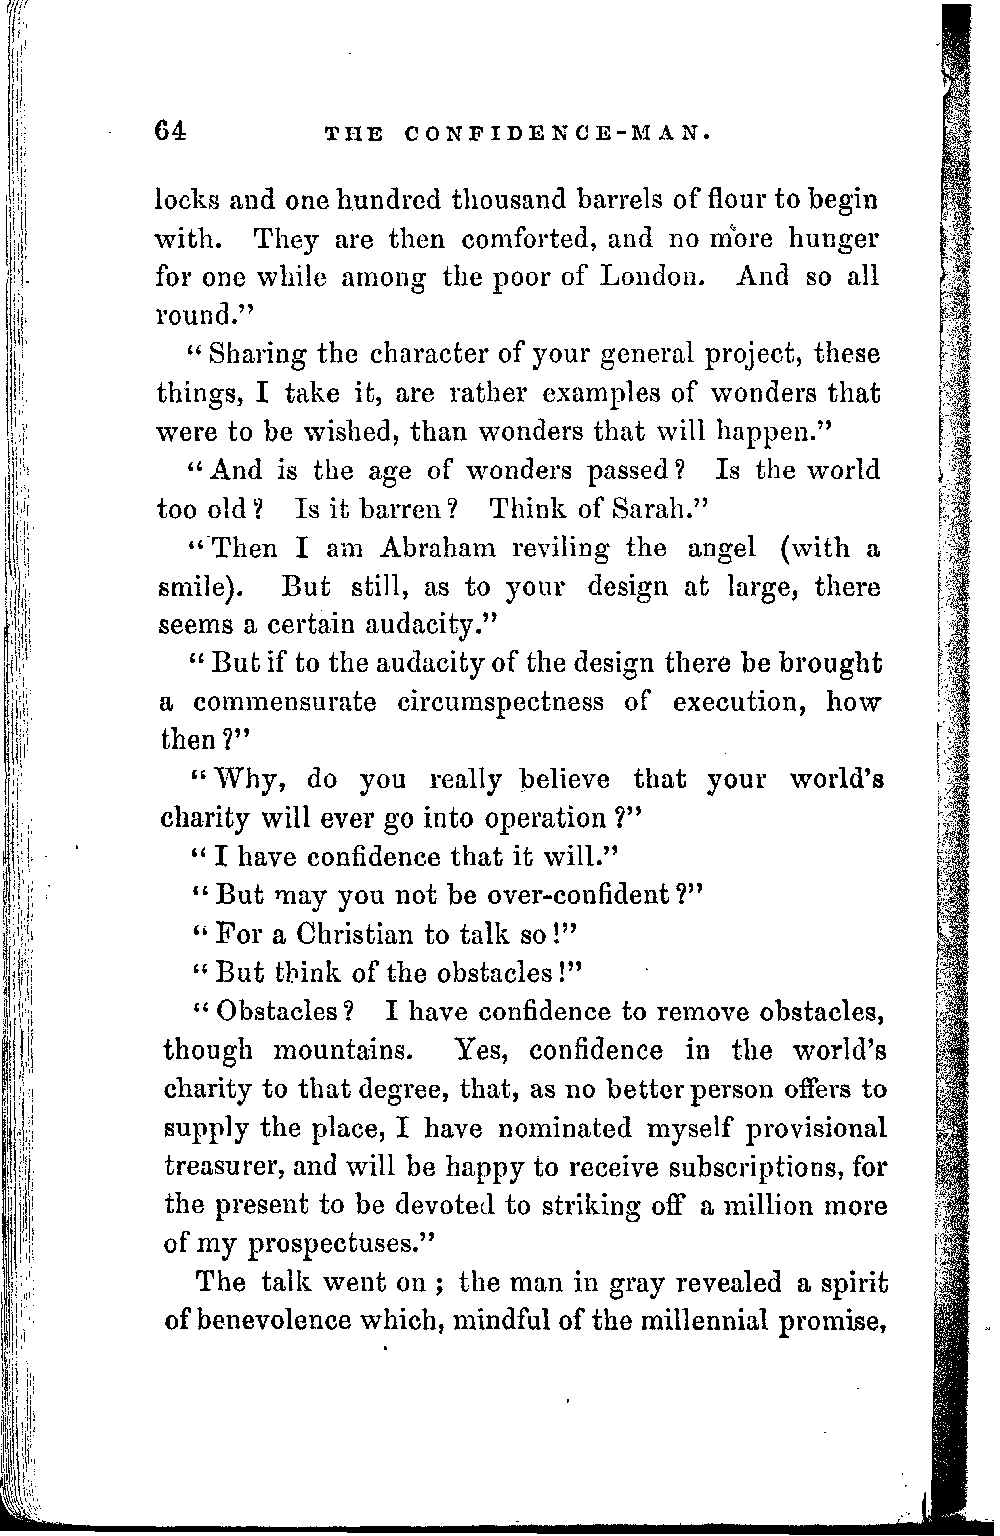 64 THE CONFIDENCE-MAN.
locks and one hundred thousand barrels of flour to begin
with. They are then comforted, and no more hunger
for one while among the poor of London. And so all
round."
"Sharing the character of your general project, these
things, I take it, are rather examples of wonders that
were to be wished, than wonders that will happen."
"And is the age of wonders passed? Is the world
too old? Is it barren? Think of Sarah."
"Then I am Abraham reviling the angel (with a
smile). But still, as to your design at large, there
seems a certain audacity."
"But if to the audacity of the design there be brought
a commensurate circumspectness of execution, how
then?"
"Why, do you really believe that your world's
charity will ever go into operation?"
"I have confidence that it will."
"But may you not be over-confident?"
"For a Christian to talk so!"
"But think of the obstacles!"
"Obstacles? I have confidence to remove obstacles,
though mountains. Yes, confidence in the world's
charity to that degree, that, as no better person offers to
supply the place, I have nominated myself provisional
treasurer, and will be happy to receive subscriptions, for
the present to be devoted to striking off a million more
of my prospectuses."
The talk went on; the man in gray revealed a spirit
of benevolence which, mindful of the millennial promise,